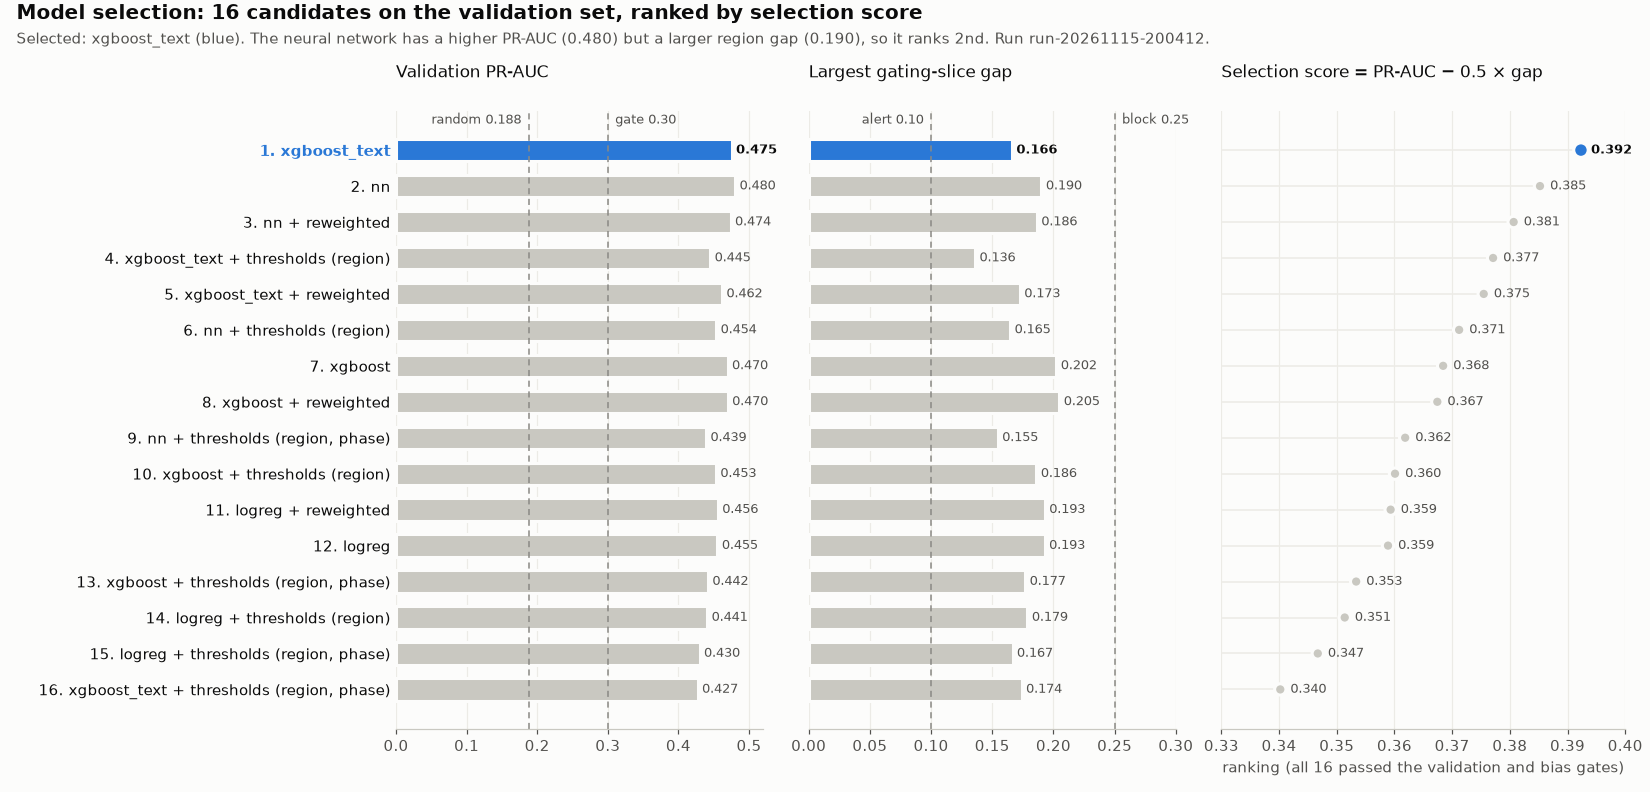 Model selection: 16 candidates on the validation set, ranked by selection score
Selected: xgboost_text (blue). The neural network has a higher PR-AUC (0.480) but a larger region gap (0.190), so it ranks 2nd. Run run-20261115-200412.
Validation PR-AUC
Largest gating-slice gap
Selection score = PR-AUC − 0.5 × gap
random 0.188 gate 0.30 alert 0.10 block 0.25
1. xgboost_text 0.475 0.166 0.392
2. nn 0.480 0.190 0.385
3. nn + reweighted 0.474 0.186 0.381
4. xgboost_text + thresholds (region) 0.445 0.136 0.377
5. xgboost_text + reweighted 0.462 0.173 0.375
6. nn + thresholds (region) 0.454 0.165 0.371
7. xgboost 0.470 0.202 0.368
8. xgboost + reweighted 0.470 0.205 0.367
9. nn + thresholds (region, phase) 0.439 0.155 0.362
10. xgboost + thresholds (region) 0.453 0.186 0.360
11. logreg + reweighted 0.456 0.193 0.359
12. logreg 0.455 0.193 0.359
13. xgboost + thresholds (region, phase) 0.442 0.177 0.353
14. logreg + thresholds (region) 0.441 0.179 0.351
15. logreg + thresholds (region, phase) 0.430 0.167 0.347
16. xgboost_text + thresholds (region, phase) 0.427 0.174 0.340
0.0 0.1 0.2 0.3 0.4 0.5 0.00 0.05 0.10 0.15 0.20 0.25 0.30 0.33 0.34 0.35 0.36 0.37 0.38 0.39 0.40
ranking (all 16 passed the validation and bias gates)